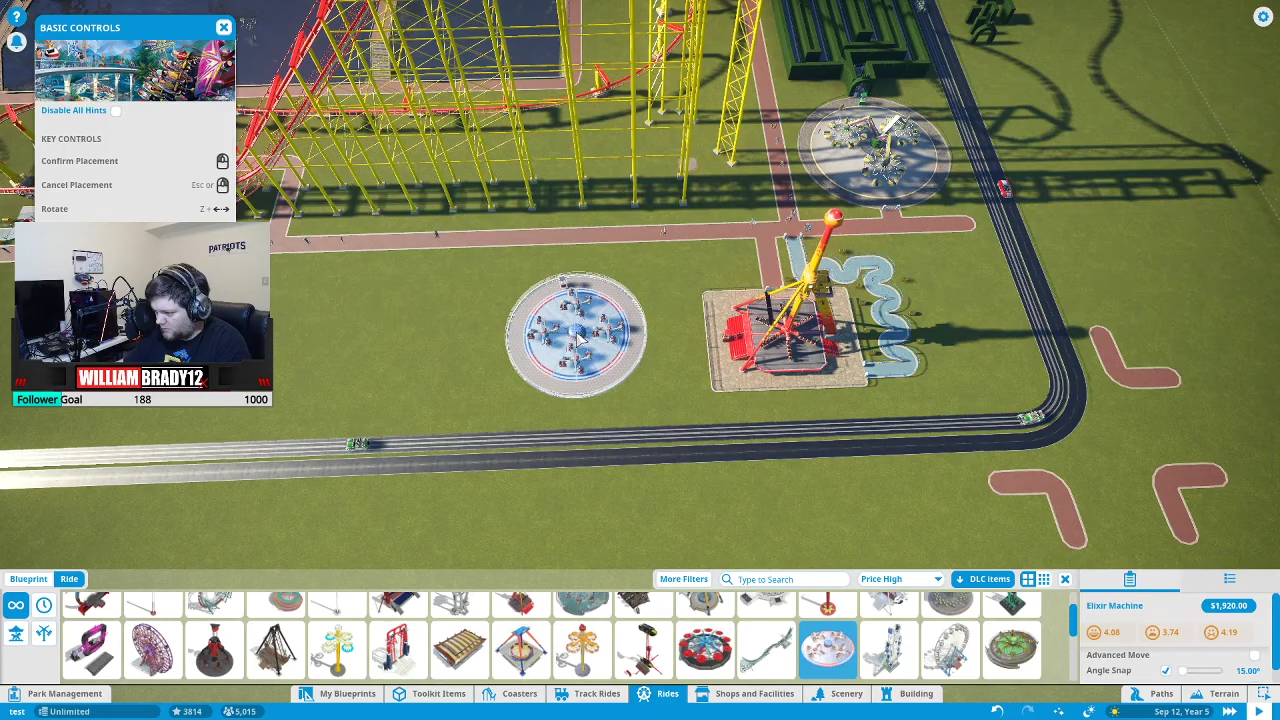 BASIC CONTROLS
Disable All Hints
KEY CONTROLS
Confirm Placement
Cancel Placement Esc or
Rotate Z +
PATRIOTS
WILLIAM BRADY12
Follower Goal 188 1000
Blueprint Ride
More Filters Type to Search Price High DLC items
Elixir Machine $1,920.00
4.08 3.74 4.19
Advanced Move
Angle Snap 15.00°
Park Management My Blueprints Toolkit Items Coasters Track Rides Rides Shops and Facilities Scenery Building Paths Terrain
test Unlimited 3814 5,015 Sep 12, Year 5